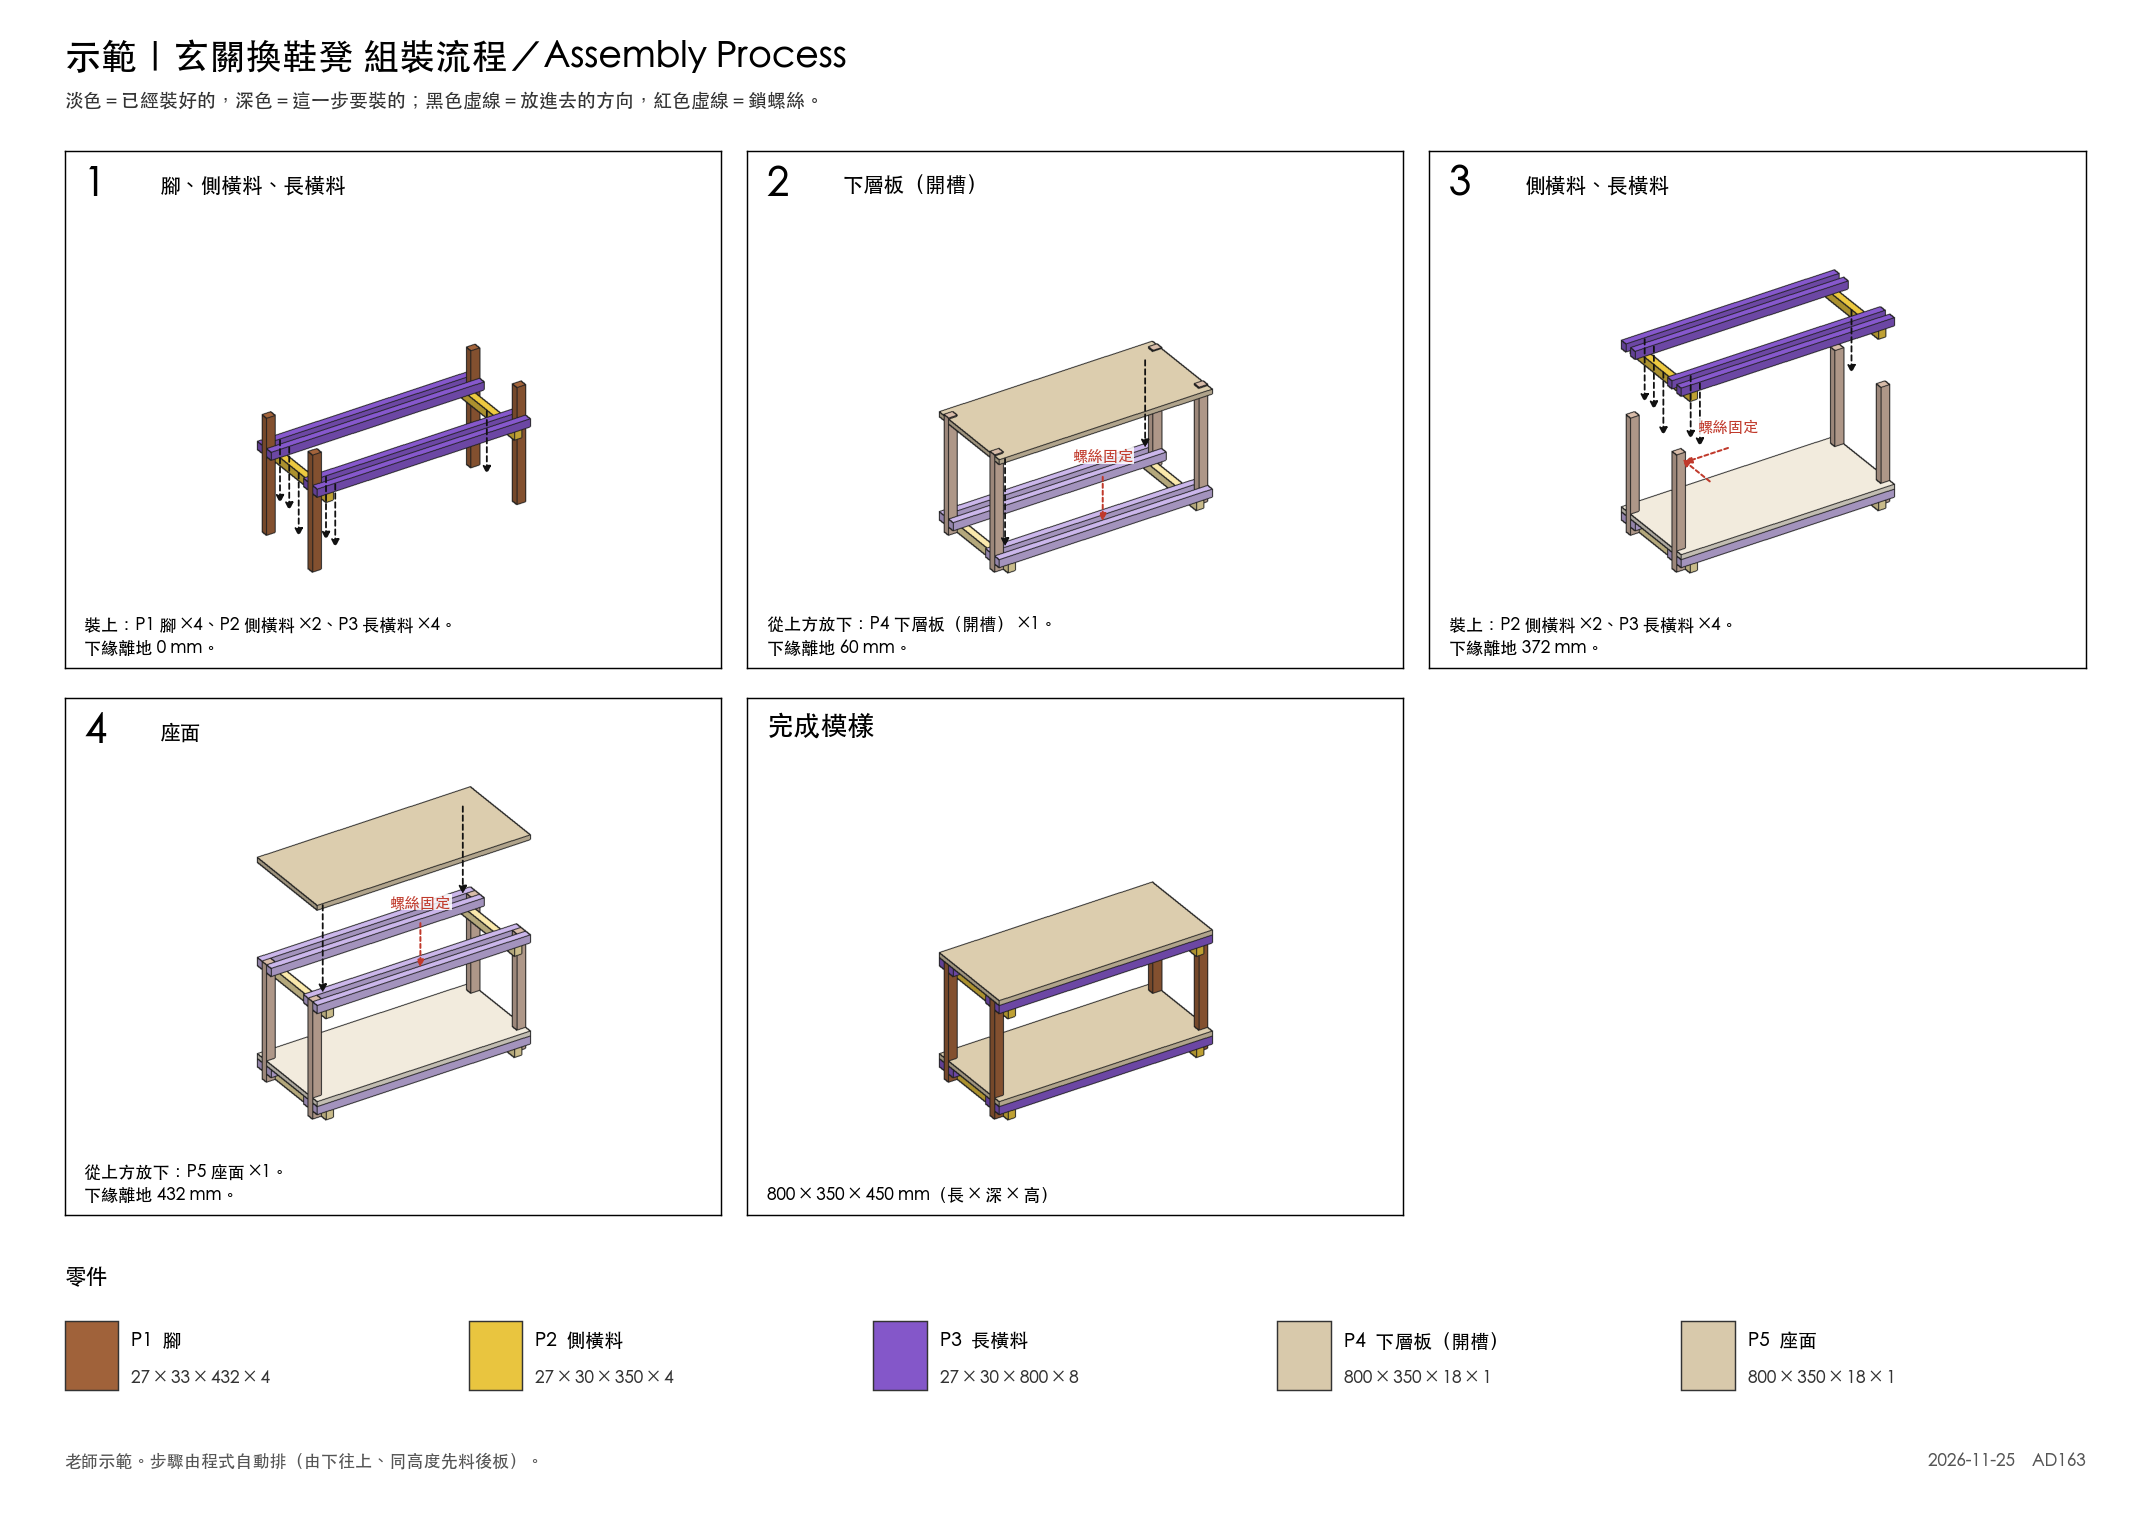 示範｜玄關換鞋凳 組裝流程／Assembly Process
淡色＝已經裝好的，深色＝這一步要裝的；黑色虛線＝放進去的方向，紅色虛線＝鎖螺絲。
1 腳、側橫料、長橫料
裝上：P1 腳 ×4、P2 側橫料 ×2、P3 長橫料 ×4。
下緣離地 0 mm。
2 下層板（開槽）
螺絲固定
從上方放下：P4 下層板（開槽） ×1。
下緣離地 60 mm。
3 側橫料、長橫料
螺絲固定
裝上：P2 側橫料 ×2、P3 長橫料 ×4。
下緣離地 372 mm。
4 座面
螺絲固定
從上方放下：P5 座面 ×1。
下緣離地 432 mm。
完成模樣
800 × 350 × 450 mm（長 × 深 × 高）
零件
P1 腳
27 × 33 × 432 × 4
P2 側橫料
27 × 30 × 350 × 4
P3 長橫料
27 × 30 × 800 × 8
P4 下層板（開槽）
800 × 350 × 18 × 1
P5 座面
800 × 350 × 18 × 1
老師示範。步驟由程式自動排（由下往上、同高度先料後板）。
2026-11-25 AD163